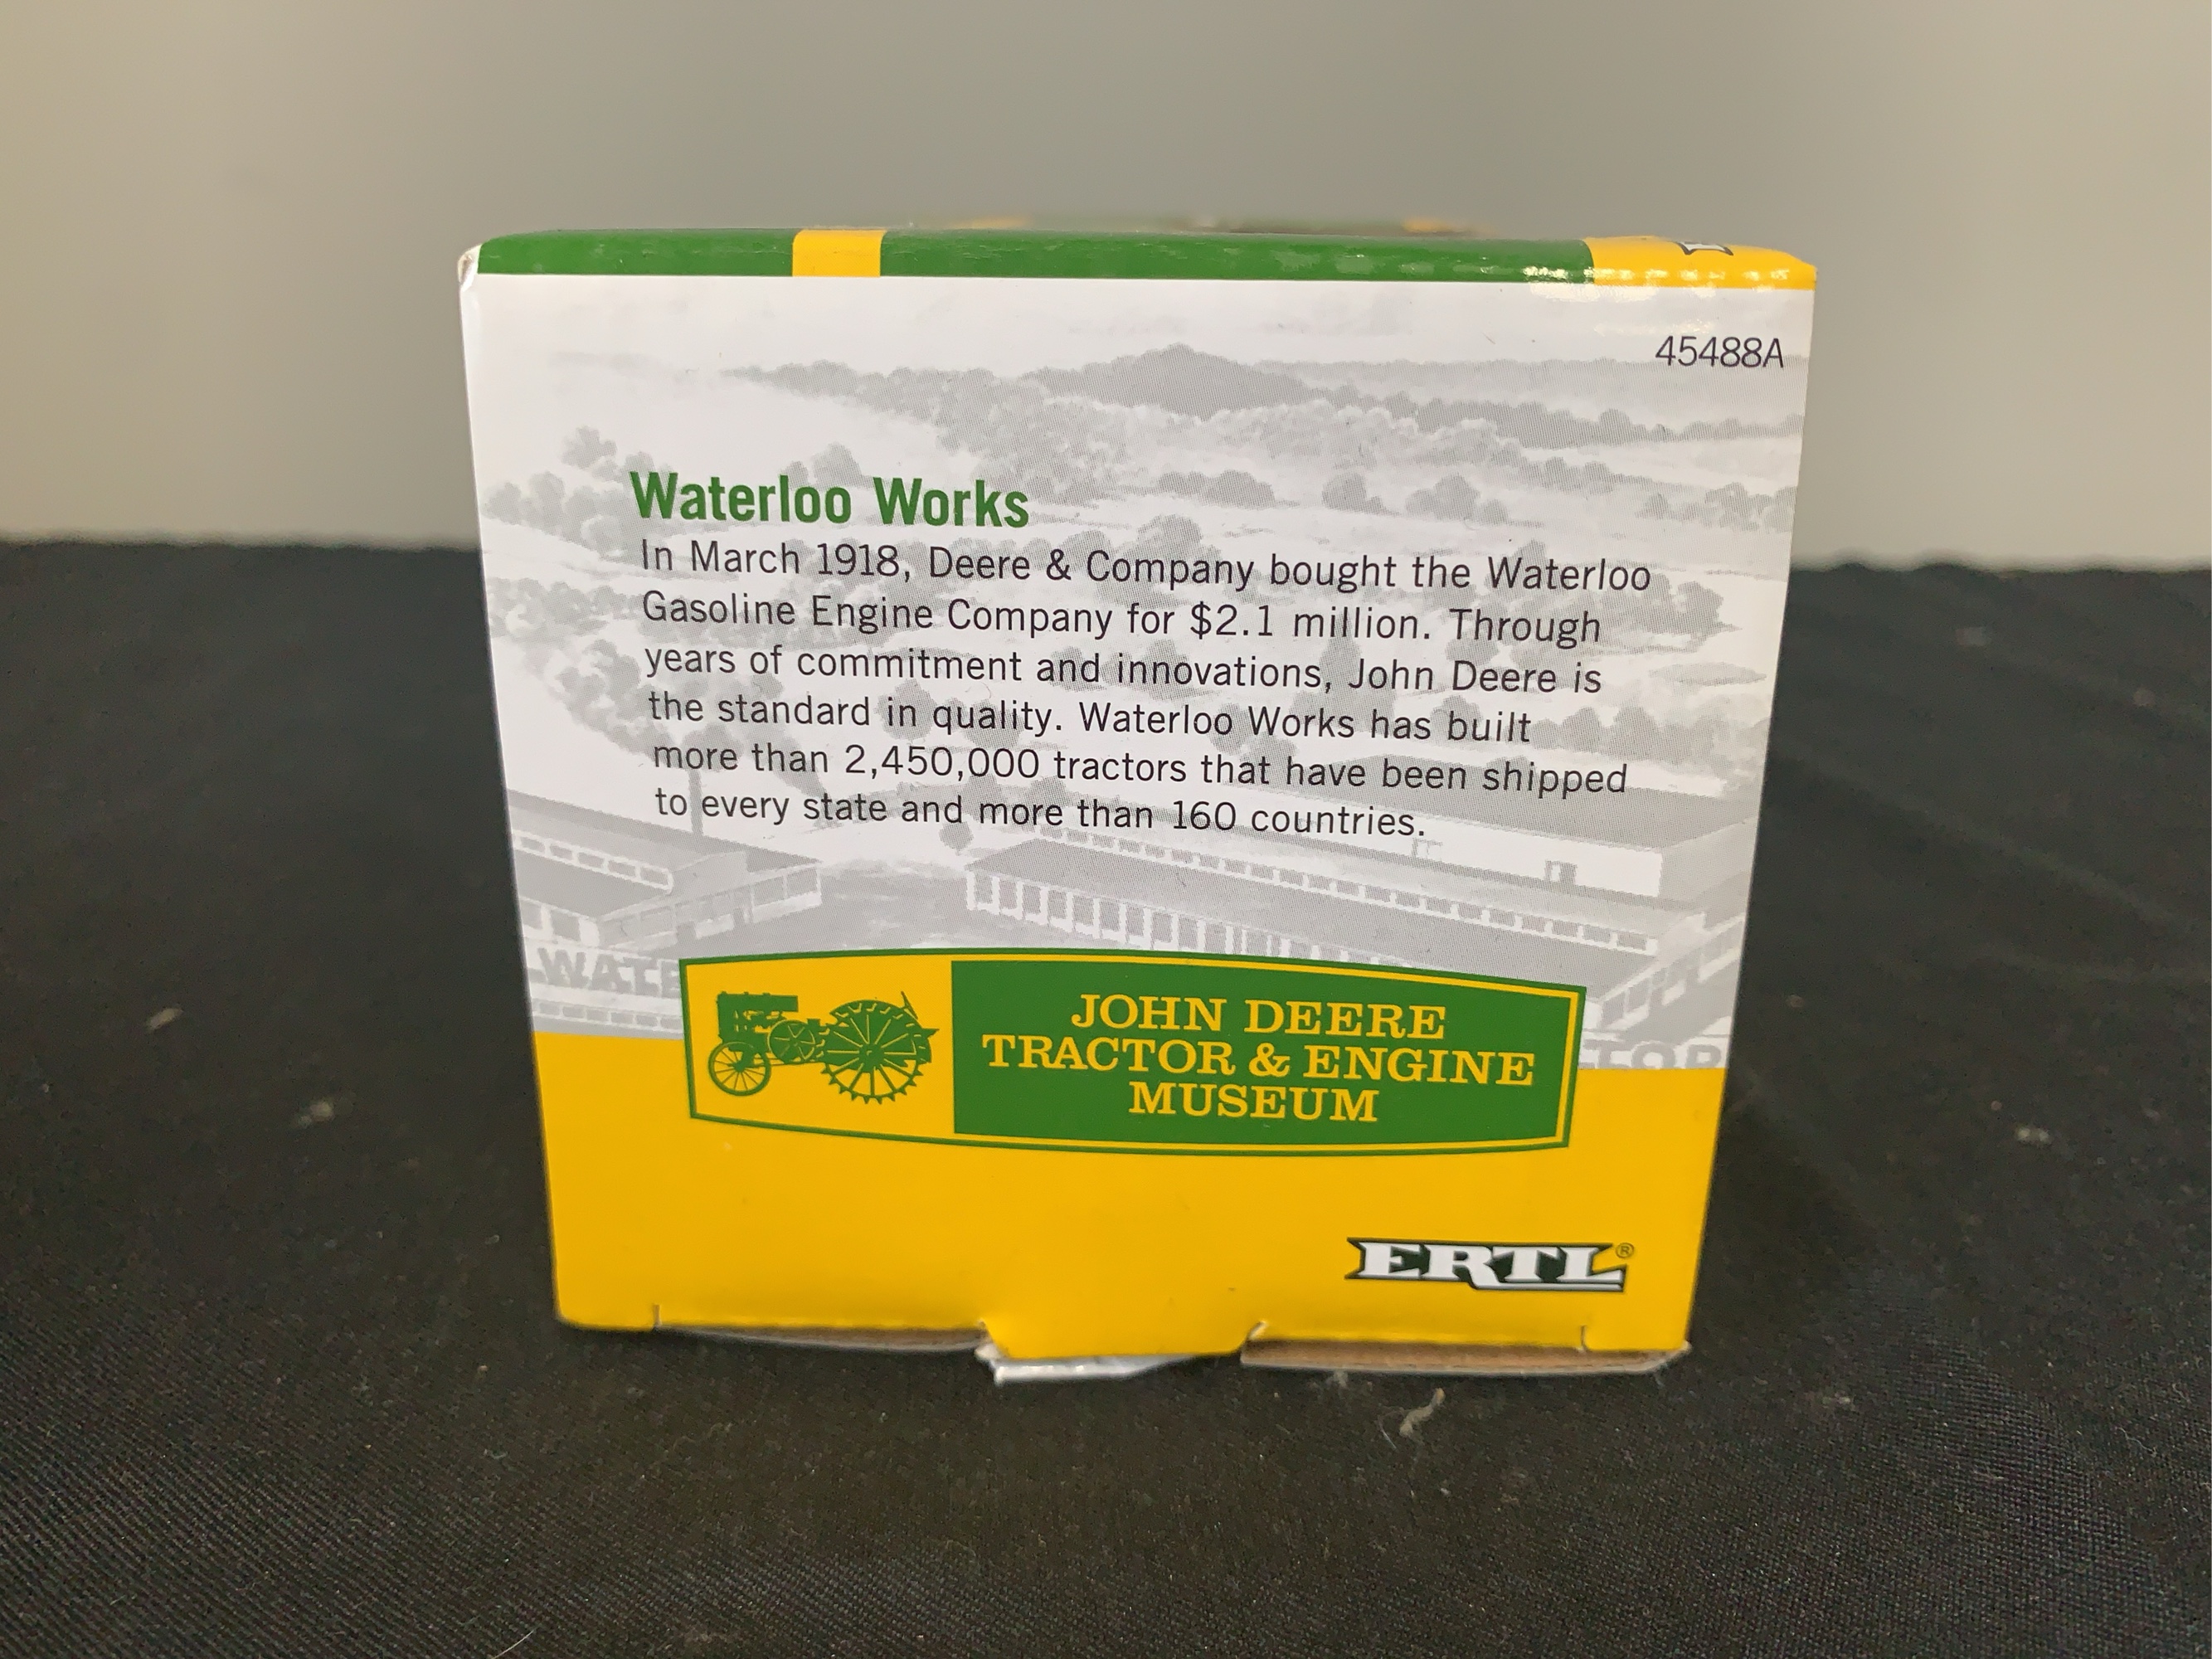 45488A
Waterloo Works
In March 1918, Deere & Company bought the Waterloo
Gasoline Engine Company for $2.1 million. Through
years of commitment and innovations, John Deere is
the standard in quality. Waterloo Works has built
more than 2,450,000 tractors that have been shipped
to every state and more than 160 countries.
JOHN DEERE
TRACTOR & ENGINE
MUSEUM
ERTL®